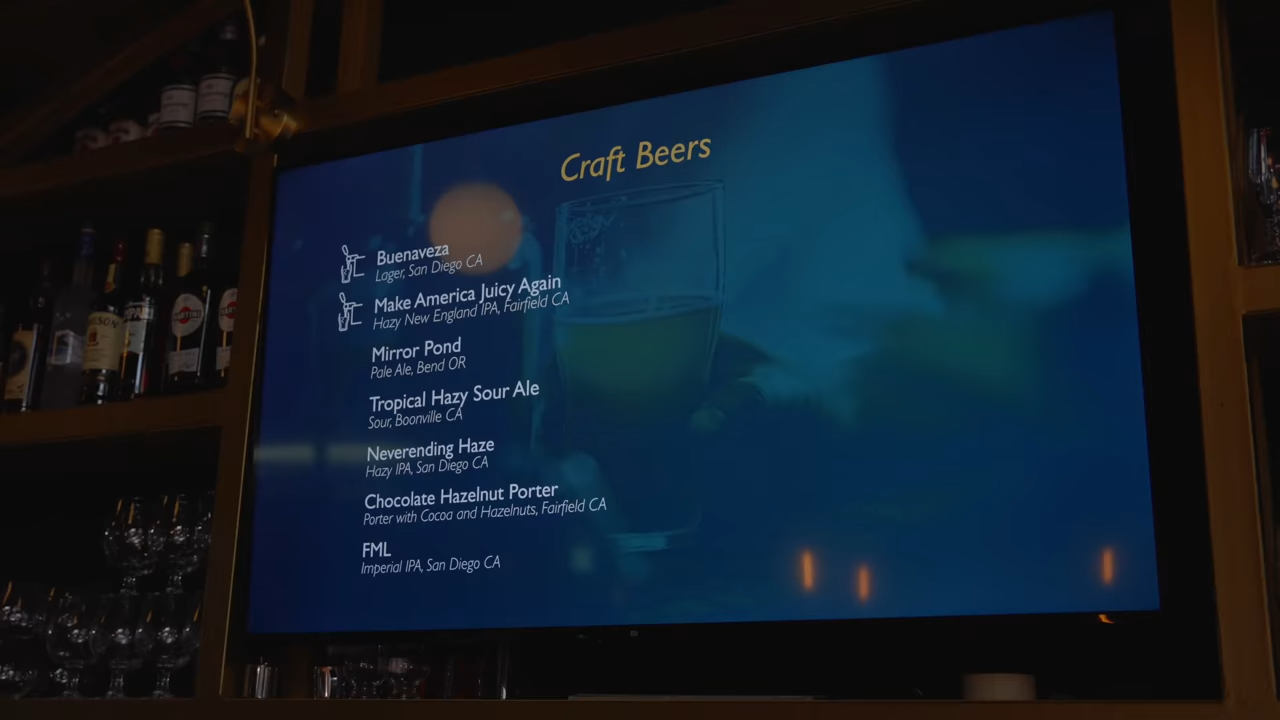 Craft Beers
Buenaveza
Lager, San Diego CA
Make America Juicy Again
Hazy New England IPA, Fairfield CA
Mirror Pond
Pale Ale, Bend OR
Tropical Hazy Sour Ale
Sour, Boonville CA
Neverending Haze
Hazy IPA, San Diego CA
Chocolate Hazelnut Porter
Porter with Cocoa and Hazelnuts, Fairfield CA
FML
Imperial IPA, San Diego CA
MARTINI